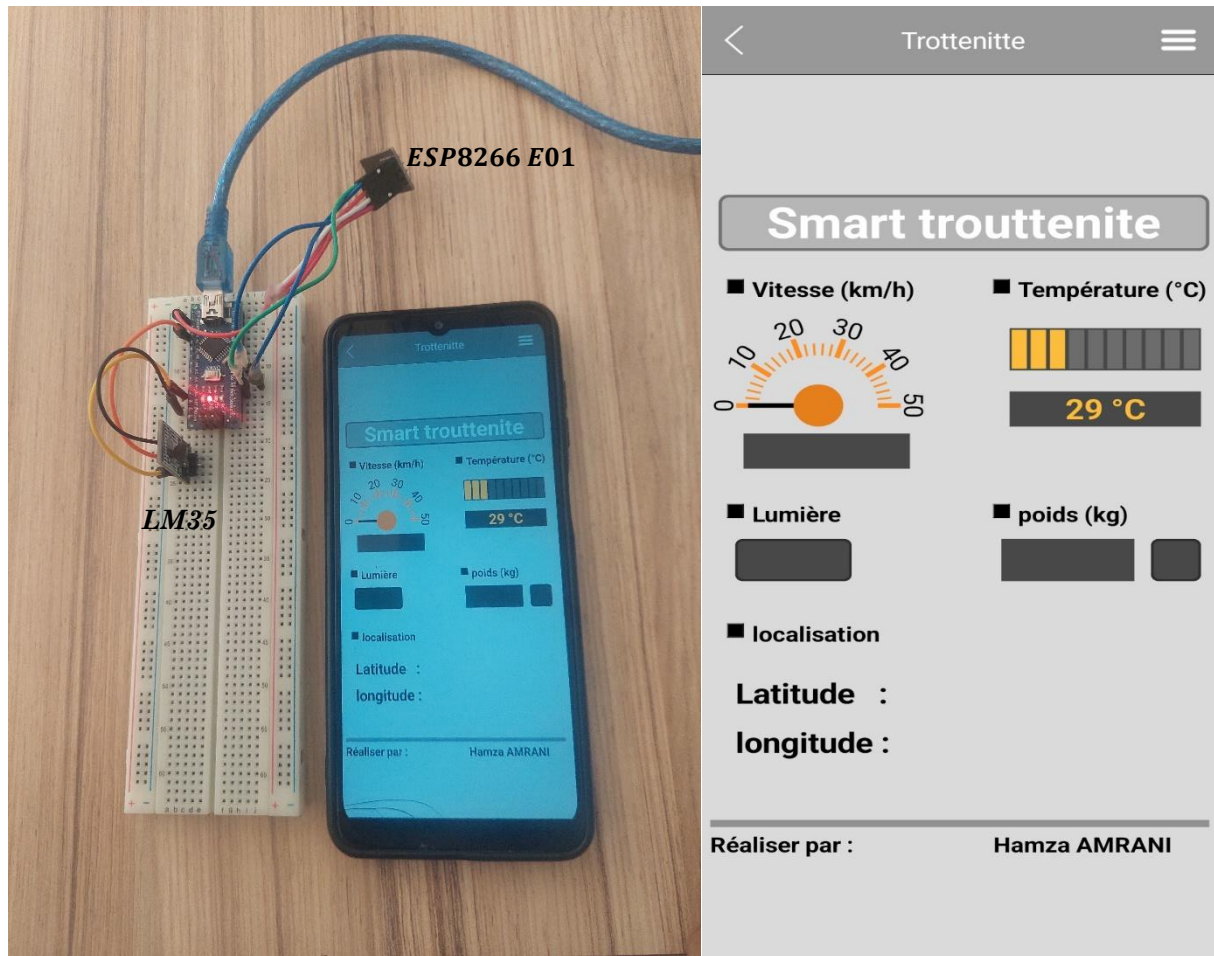 ESP8266 E01
LM35
Trottenitte
Smart trouttenite
Vitesse (km/h)
Température (°C)
0 10 20 30 40 50
29 °C
Lumière
poids (kg)
localisation
Latitude :
longitude :
Réaliser par :
Hamza AMRANI
Trottenitte
Smart trouttenite
Vitesse (km/h)
Température (°C)
0 10 20 30 40 50
29 °C
Lumière
poids (kg)
localisation
Latitude :
longitude :
Réaliser par :
Hamza AMRANI